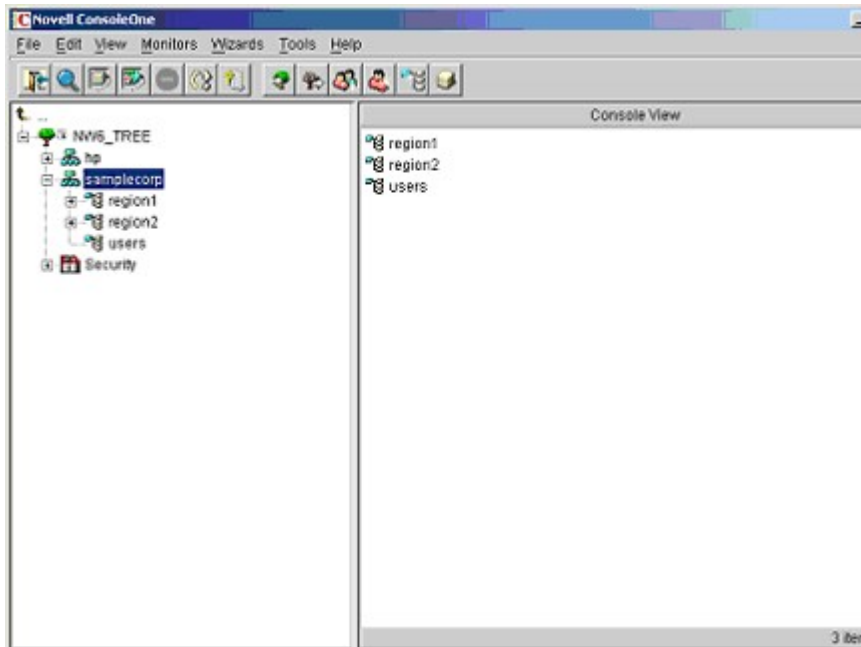 Novell ConsoleOne
File Edit View Monitors Wizards Tools Help
..
NW6_TREE
hp
samplecorp
region1
region2
users
Security
Console View
region1
region2
users
3 iter